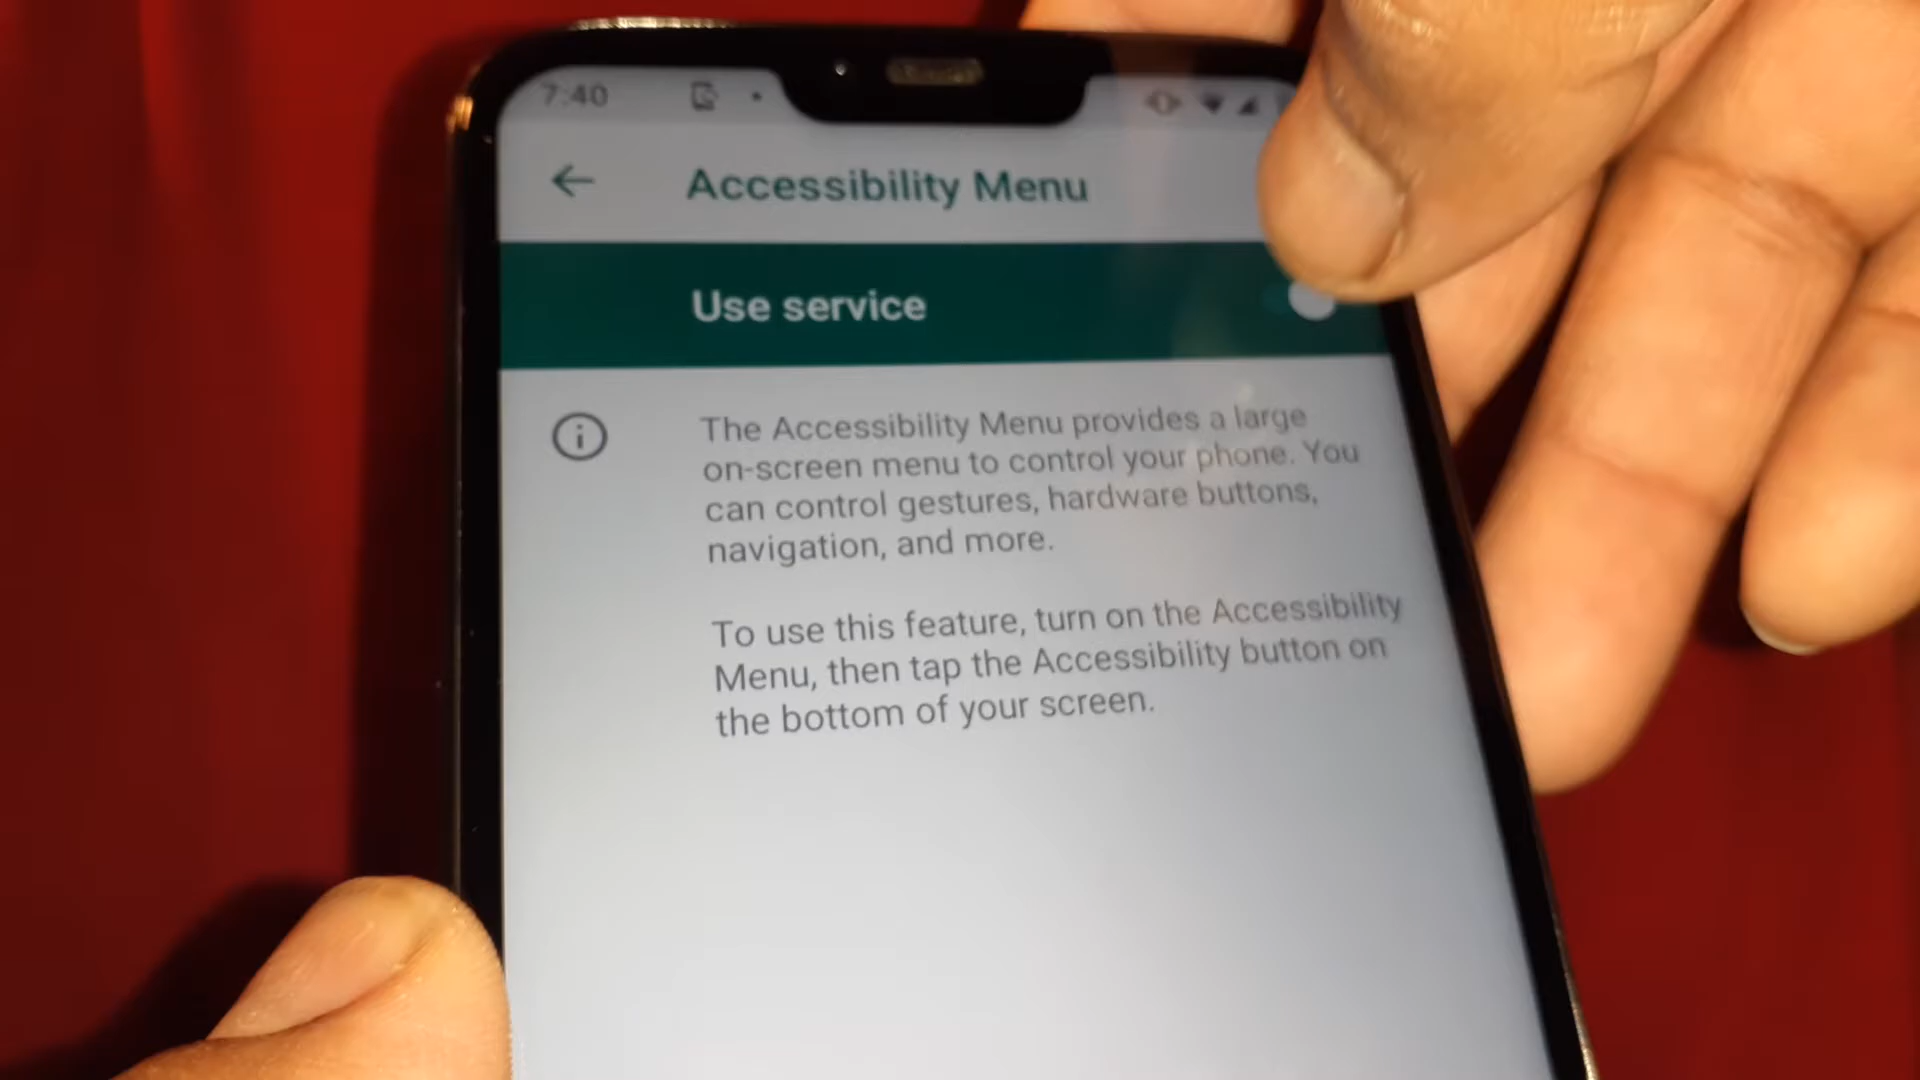 7:40
Accessibility Menu
Use service
The Accessibility Menu provides a large
on-screen menu to control your phone. You
can control gestures, hardware buttons,
navigation, and more.
To use this feature, turn on the Accessibility
Menu, then tap the Accessibility button on
the bottom of your screen.